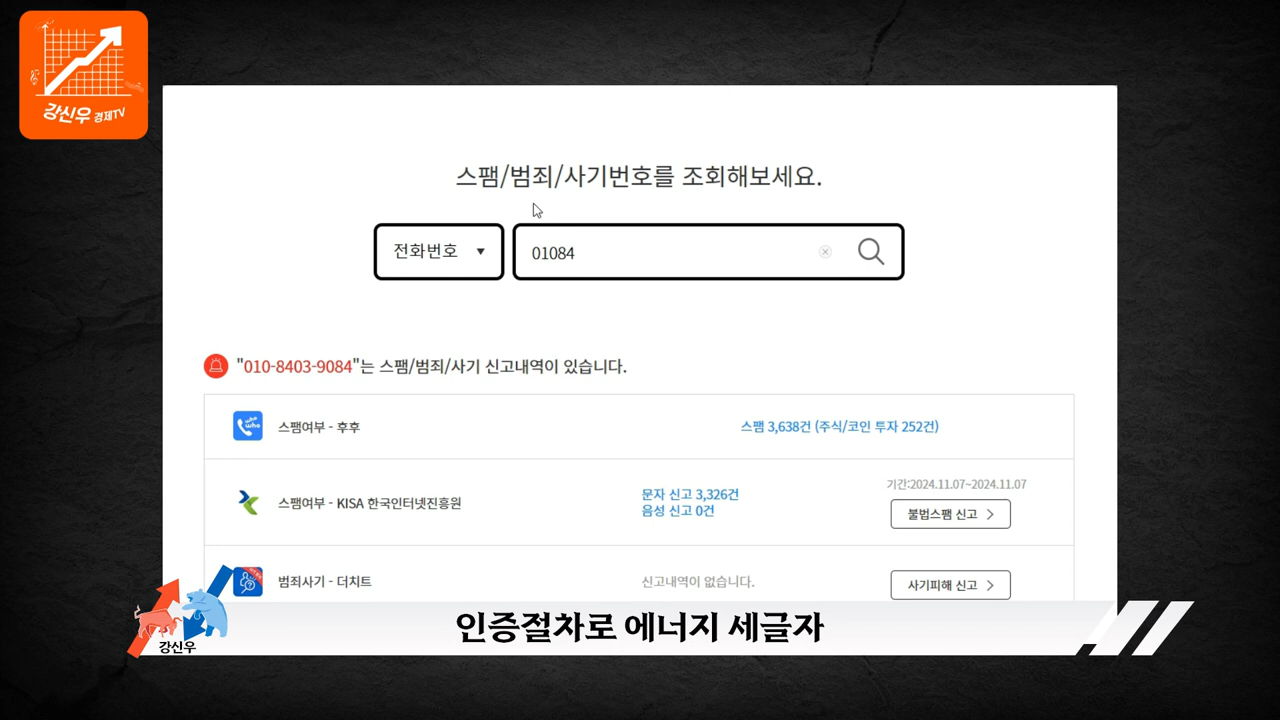 강신우 경제TV
스팸/범죄/사기번호를 조회해보세요.
전화번호 ▼
01084
"010-8403-9084"는 스팸/범죄/사기 신고내역이 있습니다.
who
who
스팸여부 - 후후
스팸 3,638건 (주식/코인 투자 252건)
스팸여부 - KISA 한국인터넷진흥원
문자 신고 3,326건
음성 신고 0건
기간:2024.11.07~2024.11.07
불법스팸 신고 >
범죄사기 - 더치트
신고내역이 없습니다.
사기피해 신고 >
강신우
인증절차로 에너지 세글자